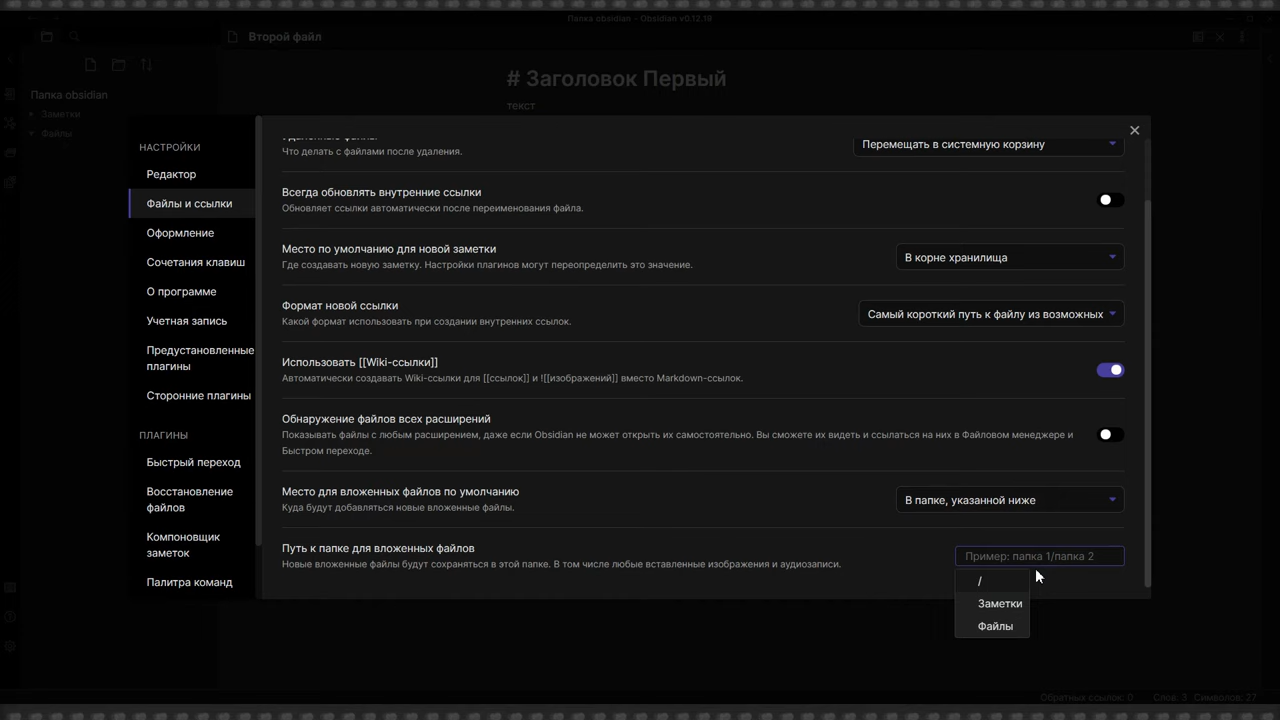 Папка obsidian - Obsidian v0.12.19
Второй файл
Папка obsidian
Заметки
Файлы
# Заголовок Первый
текст
НАСТРОЙКИ
Редактор
Файлы и ссылки
Оформление
Сочетания клавиш
О программе
Учетная запись
Предустановленные
плагины
Сторонние плагины
ПЛАГИНЫ
Быстрый переход
Восстановление
файлов
Компоновщик
заметок
Палитра команд
Что делать с файлами после удаления.
Перемещать в системную корзину
Всегда обновлять внутренние ссылки
Обновляет ссылки автоматически после переименования файла.
Место по умолчанию для новой заметки
Где создавать новую заметку. Настройки плагинов могут переопределить это значение.
В корне хранилища
Формат новой ссылки
Какой формат использовать при создании внутренних ссылок.
Самый короткий путь к файлу из возможных
Использовать [[Wiki-ссылки]]
Автоматически создавать Wiki-ссылки для [[ссылок]] и ![[изображений]] вместо Markdown-ссылок.
Обнаружение файлов всех расширений
Показывать файлы с любым расширением, даже если Obsidian не может открыть их самостоятельно. Вы сможете их видеть и ссылаться на них в Файловом менеджере и
Быстром переходе.
Место для вложенных файлов по умолчанию
Куда будут добавляться новые вложенные файлы.
В папке, указанной ниже
Путь к папке для вложенных файлов
Новые вложенные файлы будут сохраняться в этой папке. В том числе любые вставленные изображения и аудиозаписи.
Пример: папка 1/папка 2
/
Заметки
Файлы
Обратных ссылок: 0 Слов: 3 Символов: 27